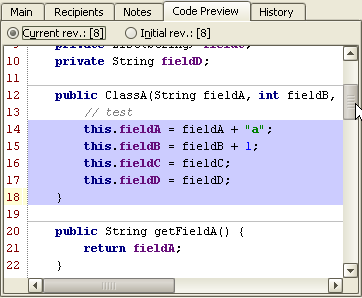 Main Recipients Notes Code Preview History
Current rev.: [8] Initial rev.: [8]
10 private String fieldD;
11
12 public ClassA(String fieldA, int fieldB,
13 // test
14 this.fieldA = fieldA + "a";
15 this.fieldB = fieldB + 1;
16 this.fieldC = fieldC;
17 this.fieldD = fieldD;
18 }
19
20 public String getFieldA() {
21 return fieldA;
22 }